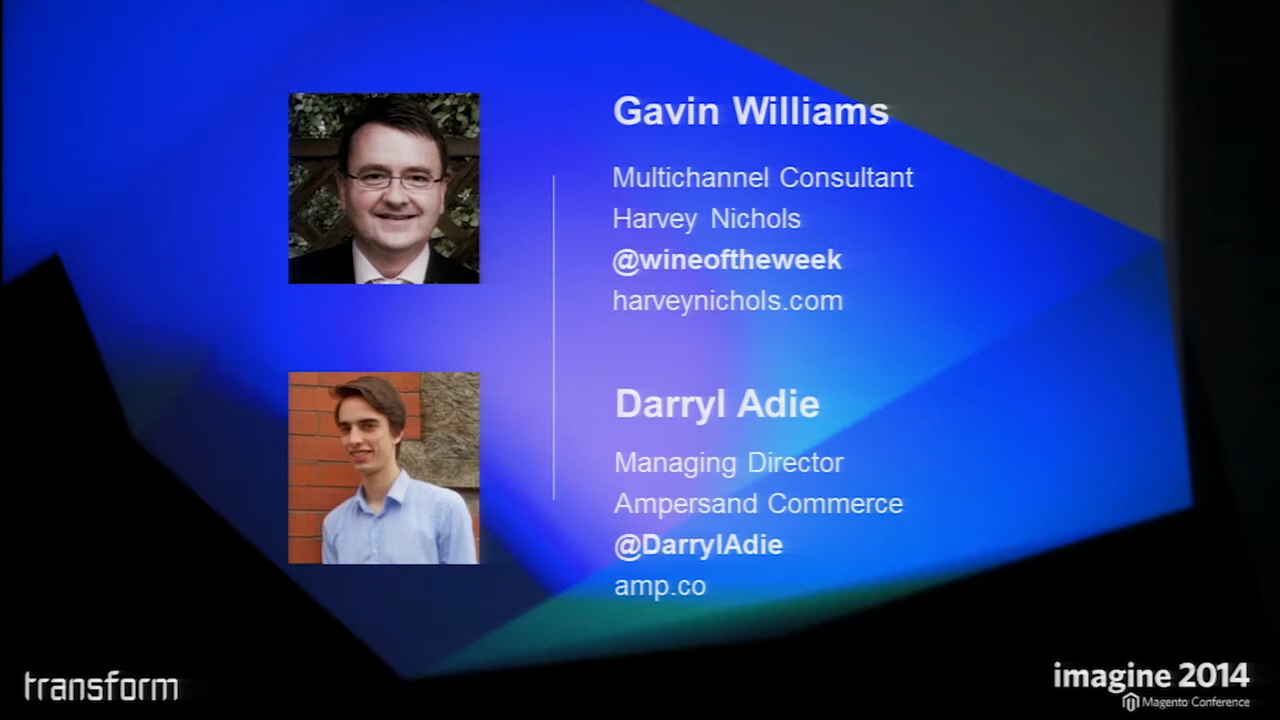 Gavin Williams
Multichannel Consultant
Harvey Nichols
@wineoftheweek
harveynichols.com
Darryl Adie
Managing Director
Ampersand Commerce
@DarrylAdie
amp.co
transform
imagine 2014
Magento Conference